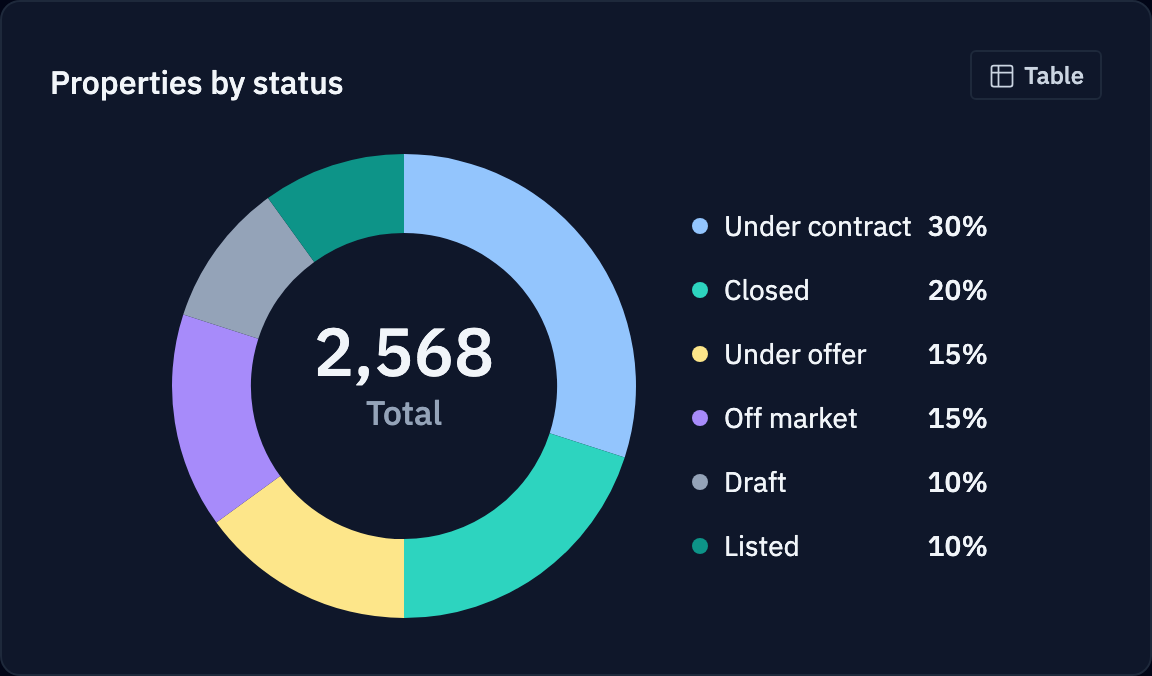 Properties by status
Table
2,568
Total
Under contract 30%
Closed 20%
Under offer 15%
Off market 15%
Draft 10%
Listed 10%